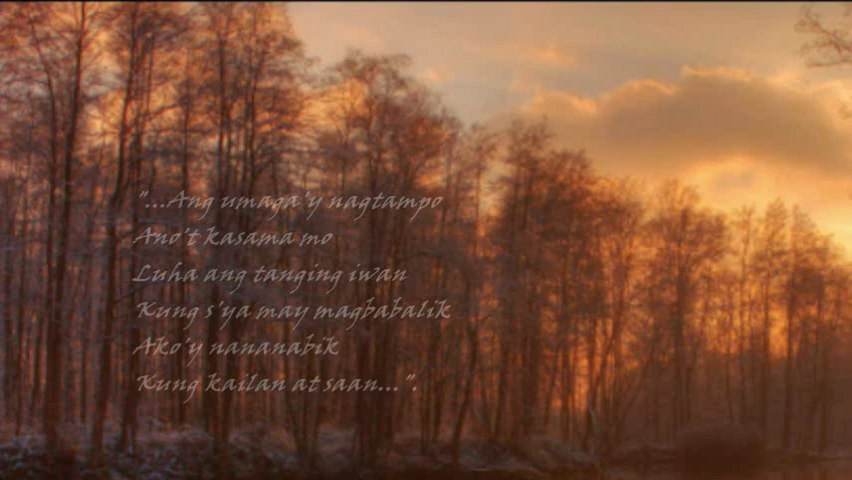 "...Ang umaga'y nagtampo
Ano't kasama mo
Luha ang tanging iwan
Kung s'ya may magbabalik
Ako'y nananabik
Kung kailan at saan...".